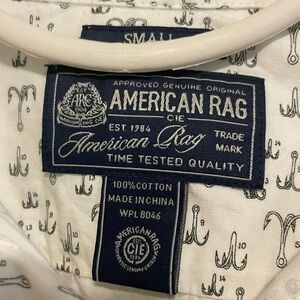 SMALL
APPROVED GENUINE ORIGINAL
ARC
AMERICAN RAG
CIE
EST. 1984
TRADE
MARK
American Rag
TIME TESTED QUALITY
100%COTTON
MADE IN CHINA
WPL 8046
AMERICAN RAG
CIE